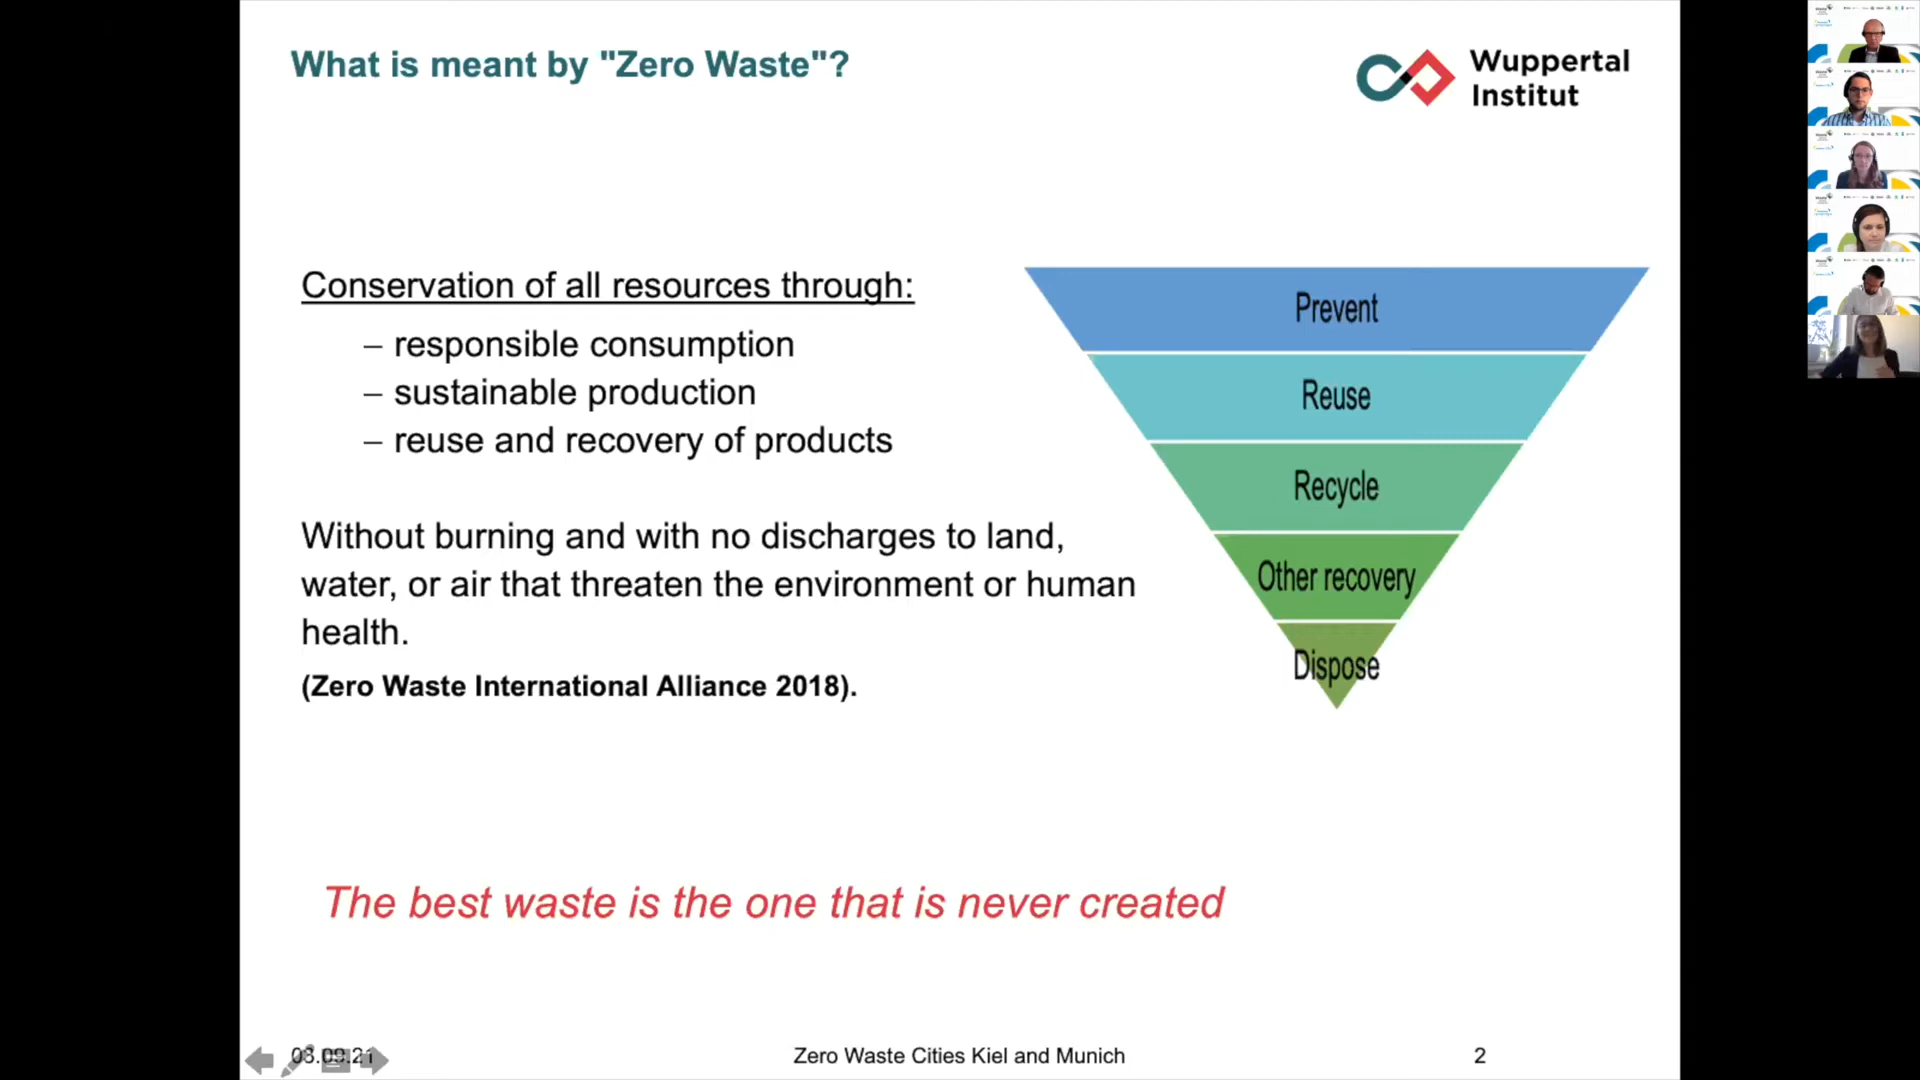 What is meant by "Zero Waste"?
Wuppertal
Institut
Conservation of all resources through:
– responsible consumption
– sustainable production
– reuse and recovery of products
Without burning and with no discharges to land,
water, or air that threaten the environment or human
health.
(Zero Waste International Alliance 2018).
Prevent
Reuse
Recycle
Other recovery
Dispose
The best waste is the one that is never created
03.09.21
Zero Waste Cities Kiel and Munich
2